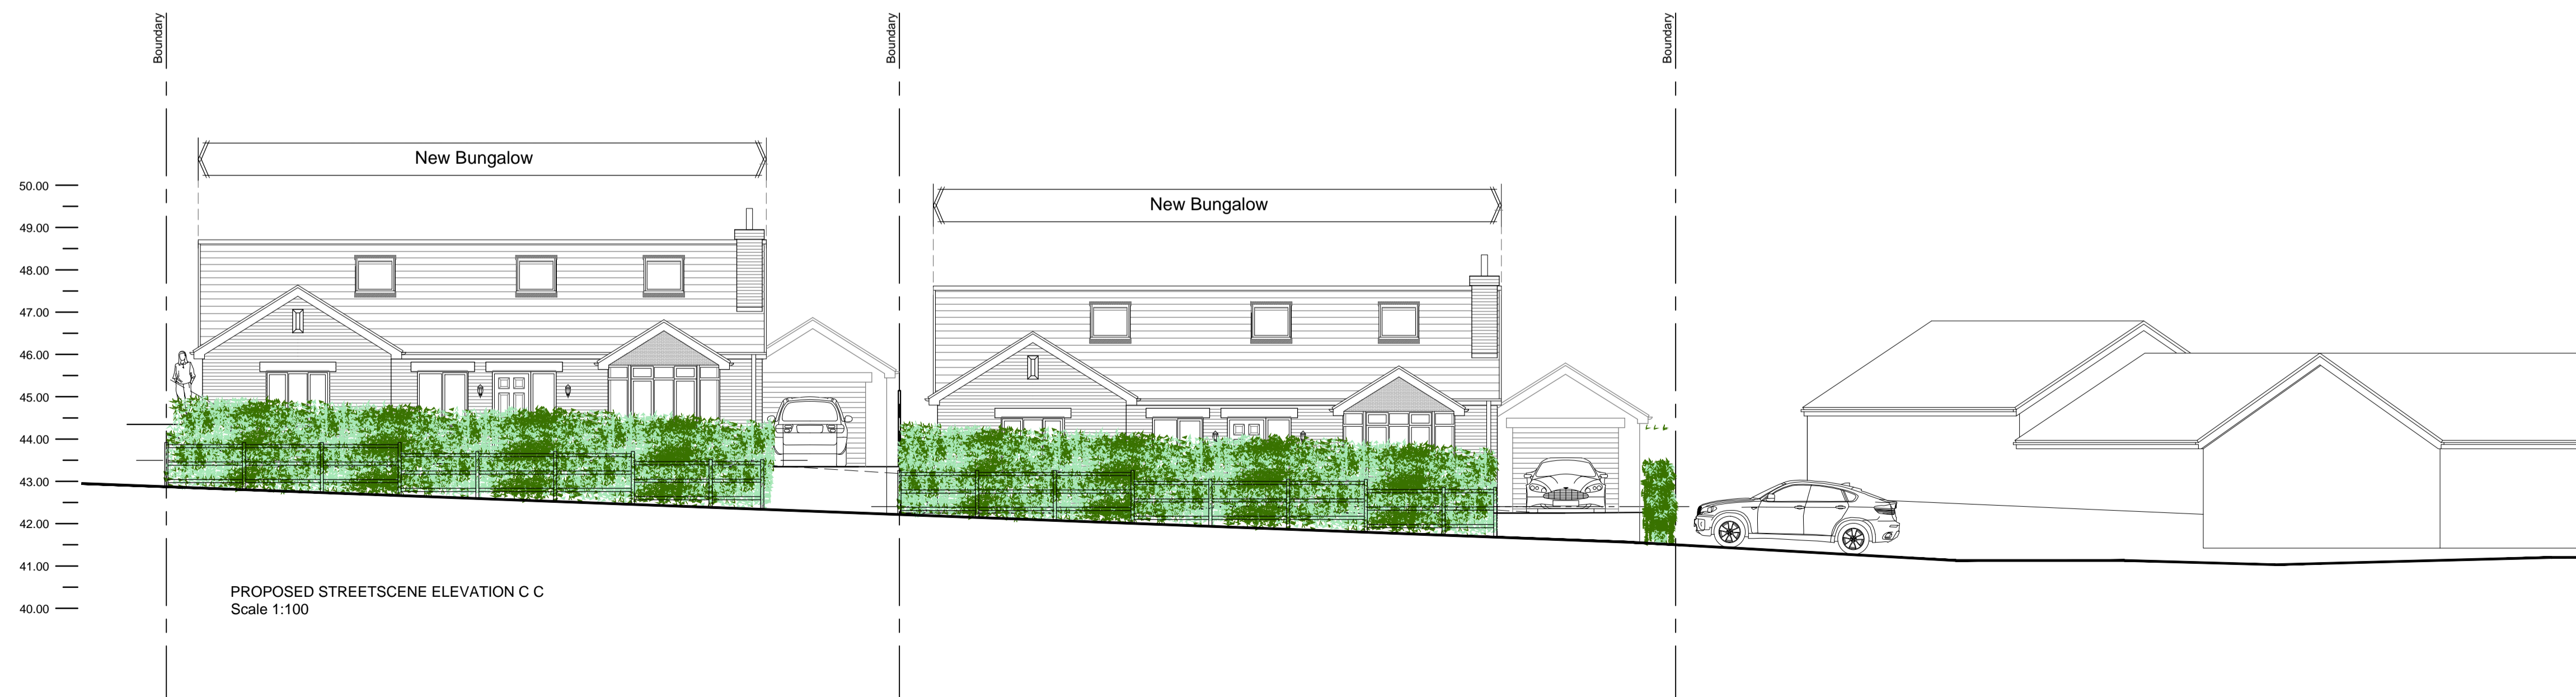 Boundary
Boundary
Boundary
New Bungalow
New Bungalow
50.00
49.00
48.00
47.00
46.00
45.00
44.00
43.00
42.00
41.00
40.00
PROPOSED STREETSCENE ELEVATION C C
Scale 1:100